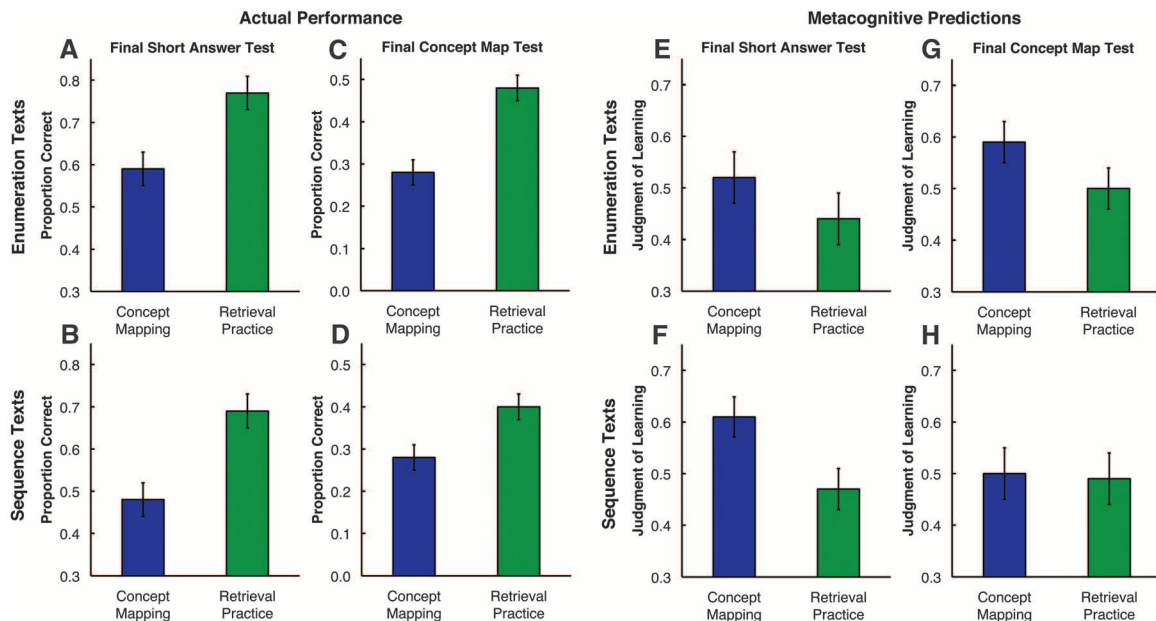 Actual Performance
Metacognitive Predictions
A
Final Short Answer Test
Enumeration Texts
Proportion Correct
0.8
0.7
0.6
0.5
0.4
0.3
Concept
Mapping
Retrieval
Practice
C
Final Concept Map Test
Proportion Correct
0.5
0.4
0.3
0.2
0.1
0.0
Concept
Mapping
Retrieval
Practice
E
Final Short Answer Test
Enumeration Texts
Judgment of Learning
0.7
0.6
0.5
0.4
0.3
Concept
Mapping
Retrieval
Practice
G
Final Concept Map Test
Judgment of Learning
0.7
0.6
0.5
0.4
0.3
Concept
Mapping
Retrieval
Practice
B
Sequence Texts
Proportion Correct
0.8
0.7
0.6
0.5
0.4
0.3
Concept
Mapping
Retrieval
Practice
D
Proportion Correct
0.5
0.4
0.3
0.2
0.1
0.0
Concept
Mapping
Retrieval
Practice
F
Sequence Texts
Judgment of Learning
0.7
0.6
0.5
0.4
0.3
Concept
Mapping
Retrieval
Practice
H
Judgment of Learning
0.7
0.6
0.5
0.4
0.3
Concept
Mapping
Retrieval
Practice